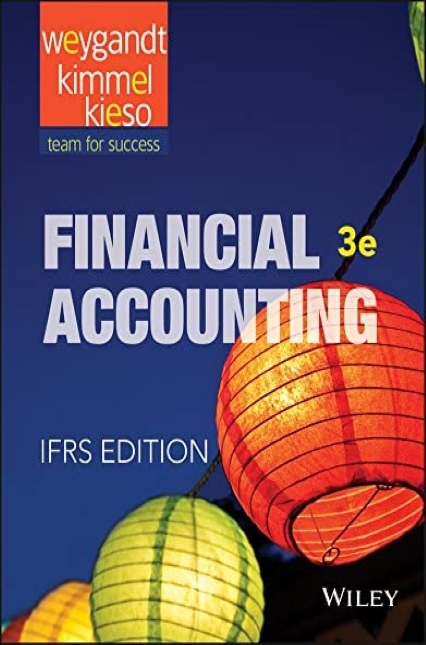 weygandt
kimmel
kieso
team for success
FINANCIAL 3e
ACCOUNTING
IFRS EDITION
WILEY